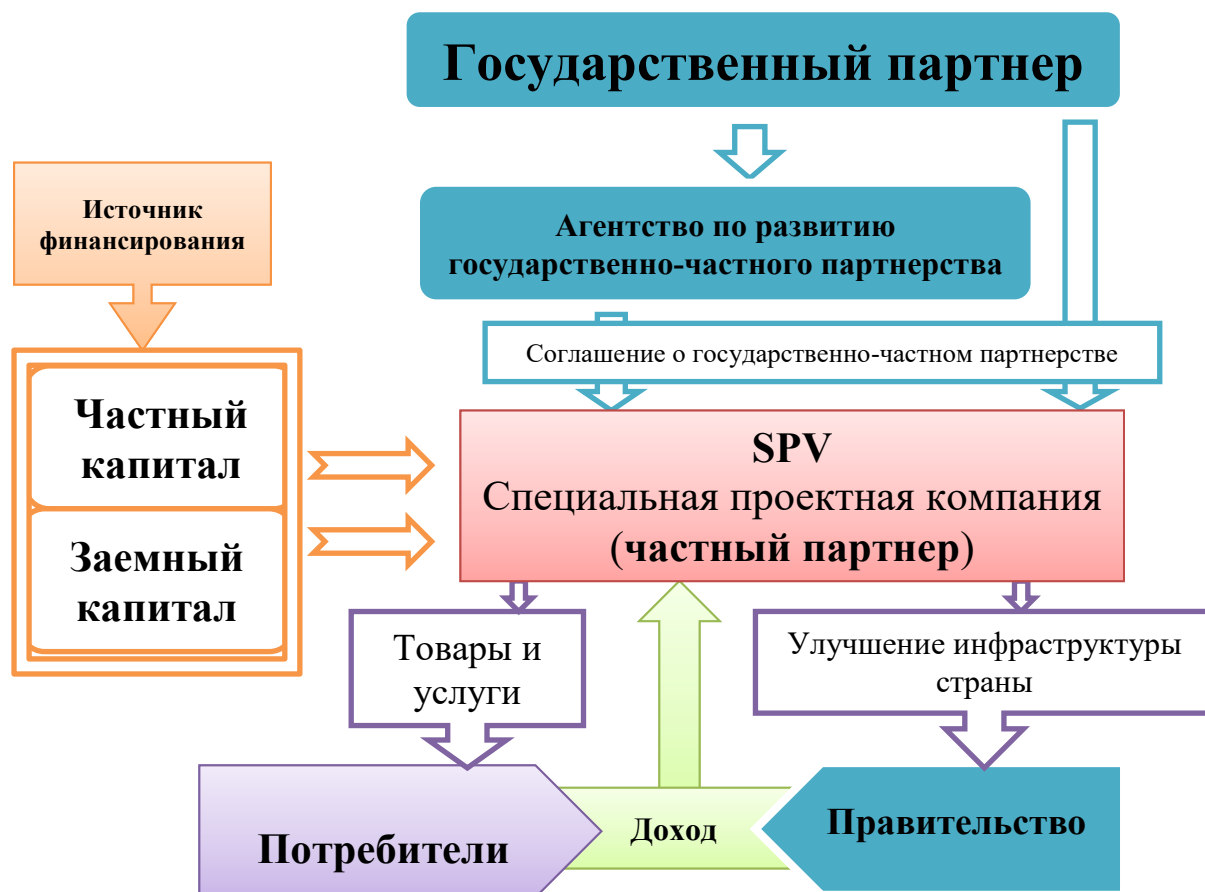 Государственный партнер
Источник
финансирования
Агентство по развитию
государственно-частного партнерства
Соглашение о государственно-частном партнерстве
Частный
капитал
Заемный
капитал
SPV
Специальная проектная компания
(частный партнер)
Товары и
услуги
Улучшение инфраструктуры
страны
Потребители
Доход
Правительство